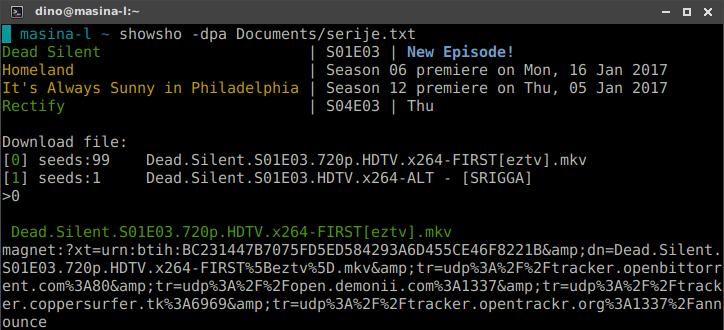 dino@masina-l:~
masina-l ~ showsho -dpa Documents/serije.txt
Dead Silent | S01E03 | New Episode!
Homeland | Season 06 premiere on Mon, 16 Jan 2017
It's Always Sunny in Philadelphia | Season 12 premiere on Thu, 05 Jan 2017
Rectify | S04E03 | Thu
Download file:
[0] seeds:99 Dead.Silent.S01E03.720p.HDTV.x264-FIRST[eztv].mkv
[1] seeds:1 Dead.Silent.S01E03.HDTV.x264-ALT - [SRIGGA]
>0
Dead.Silent.S01E03.720p.HDTV.x264-FIRST[eztv].mkv
magnet:?xt=urn:btih:BC231447B7075FD5ED584293A6D455CE46F8221B&amp;dn=Dead.Silent.
S01E03.720p.HDTV.x264-FIRST%5Beztv%5D.mkv&amp;tr=udp%3A%2F%2Ftracker.openbittorr
ent.com%3A80&amp;tr=udp%3A%2F%2Fopen.demonii.com%3A1337&amp;tr=udp%3A%2F%2Ftrack
er.coppersurfer.tk%3A6969&amp;tr=udp%3A%2F%2Ftracker.opentrackr.org%3A1337%2Fann
ounce